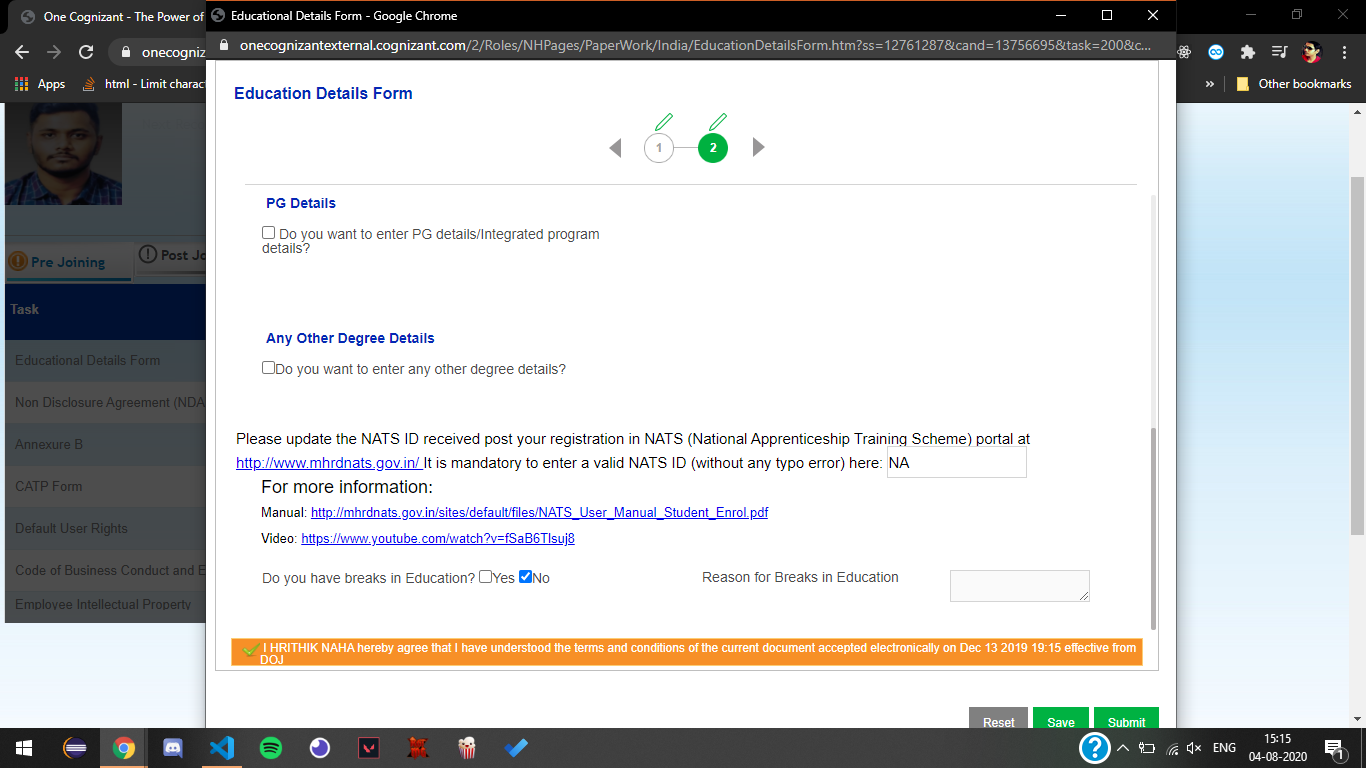 One Cognizant - The Power of
Educational Details Form - Google Chrome
onecogniz
onecognizantexternal.cognizant.com/2/Roles/NHPages/PaperWork/India/EducationDetailsForm.htm?ss=12761287&cand=13756695&task=200&c...
Apps
html - Limit charact
»
Other bookmarks
Education Details Form
1
2
PG Details
Do you want to enter PG details/Integrated program
details?
Pre Joining
Post Jo
Task
Any Other Degree Details
Educational Details Form
Do you want to enter any other degree details?
Non Disclosure Agreement (NDA
Annexure B
Please update the NATS ID received post your registration in NATS (National Apprenticeship Training Scheme) portal at
http://www.mhrdnats.gov.in/ It is mandatory to enter a valid NATS ID (without any typo error) here: NA
CATP Form
For more information:
Manual: http://mhrdnats.gov.in/sites/default/files/NATS_User_Manual_Student_Enrol.pdf
Default User Rights
Video: https://www.youtube.com/watch?v=fSaB6TIsuj8
Code of Business Conduct and E
Do you have breaks in Education? Yes No
Reason for Breaks in Education
Employee Intellectual Property
I HRITHIK NAHA hereby agree that I have understood the terms and conditions of the current document accepted electronically on Dec 13 2019 19:15 effective from
DOJ
Reset
Save
Submit
?
ENG
15:15
04-08-2020
1